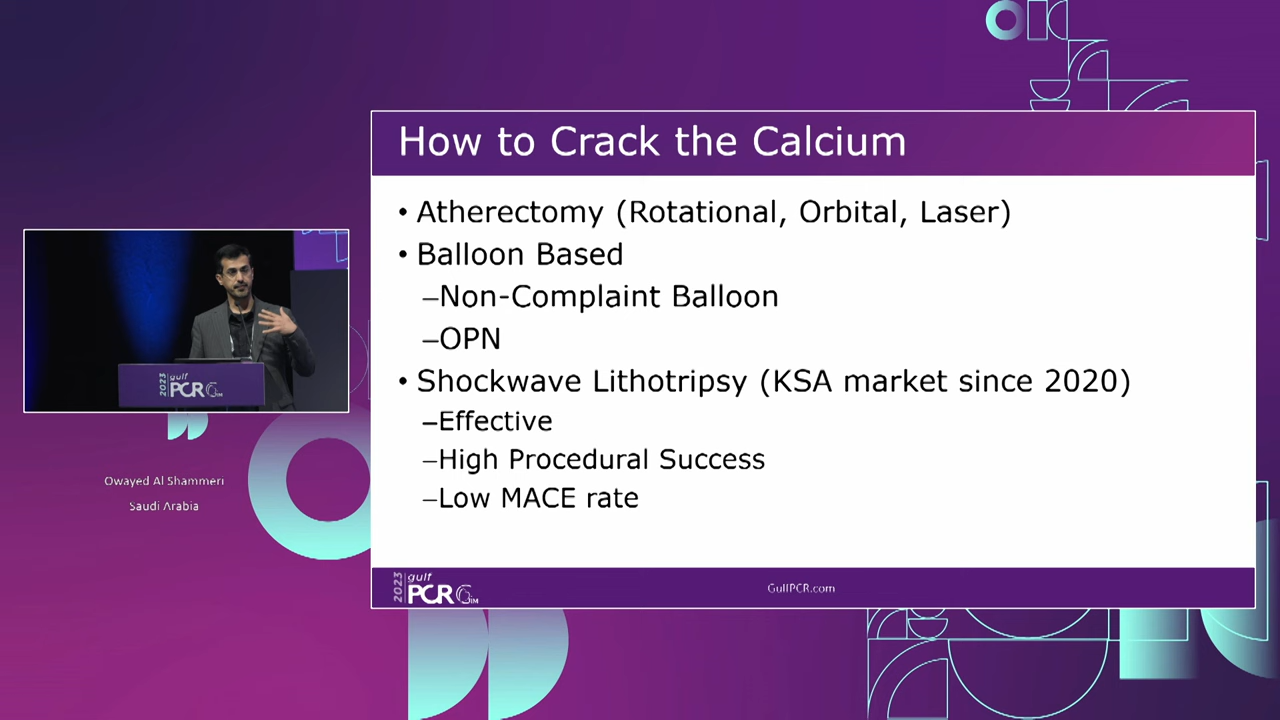 How to Crack the Calcium
• Atherectomy (Rotational, Orbital, Laser)
• Balloon Based
–Non-Complaint Balloon
–OPN
• Shockwave Lithotripsy (KSA market since 2020)
–Effective
–High Procedural Success
–Low MACE rate
2023 gulf PCR GIM
GulfPCR.com
2023 gulf PCR GIM
Owayed Al Shammeri
Saudi Arabia